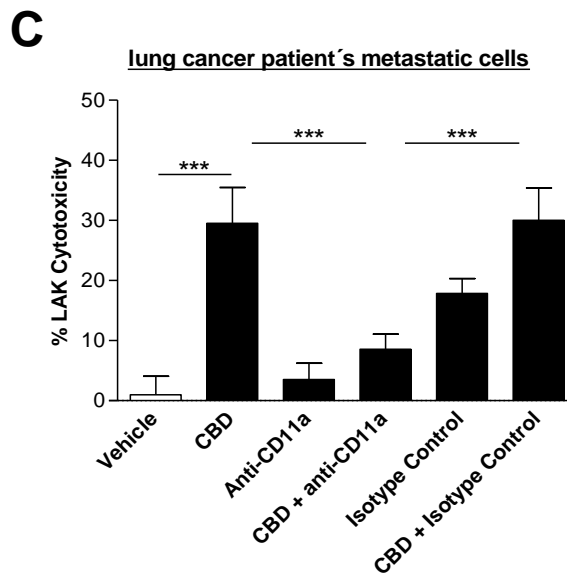 C
lung cancer patient´s metastatic cells
50
40
30
20
10
0
% LAK Cytotoxicity
***
***
***
Vehicle
CBD
Anti-CD11a
CBD + anti-CD11a
Isotype Control
CBD + Isotype Control